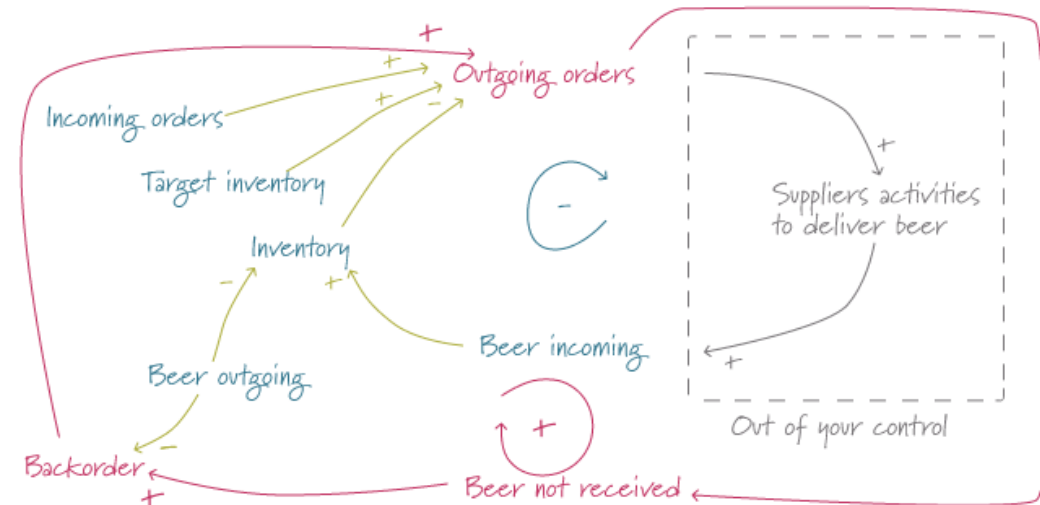 +
+
Outgoing orders
Incoming orders
+
-
+
Target inventory
Suppliers activities
to deliver beer
-
Inventory
-
+
Beer incoming
+
Beer outgoing
+
Out of your control
-
Backorder
Beer not received
+